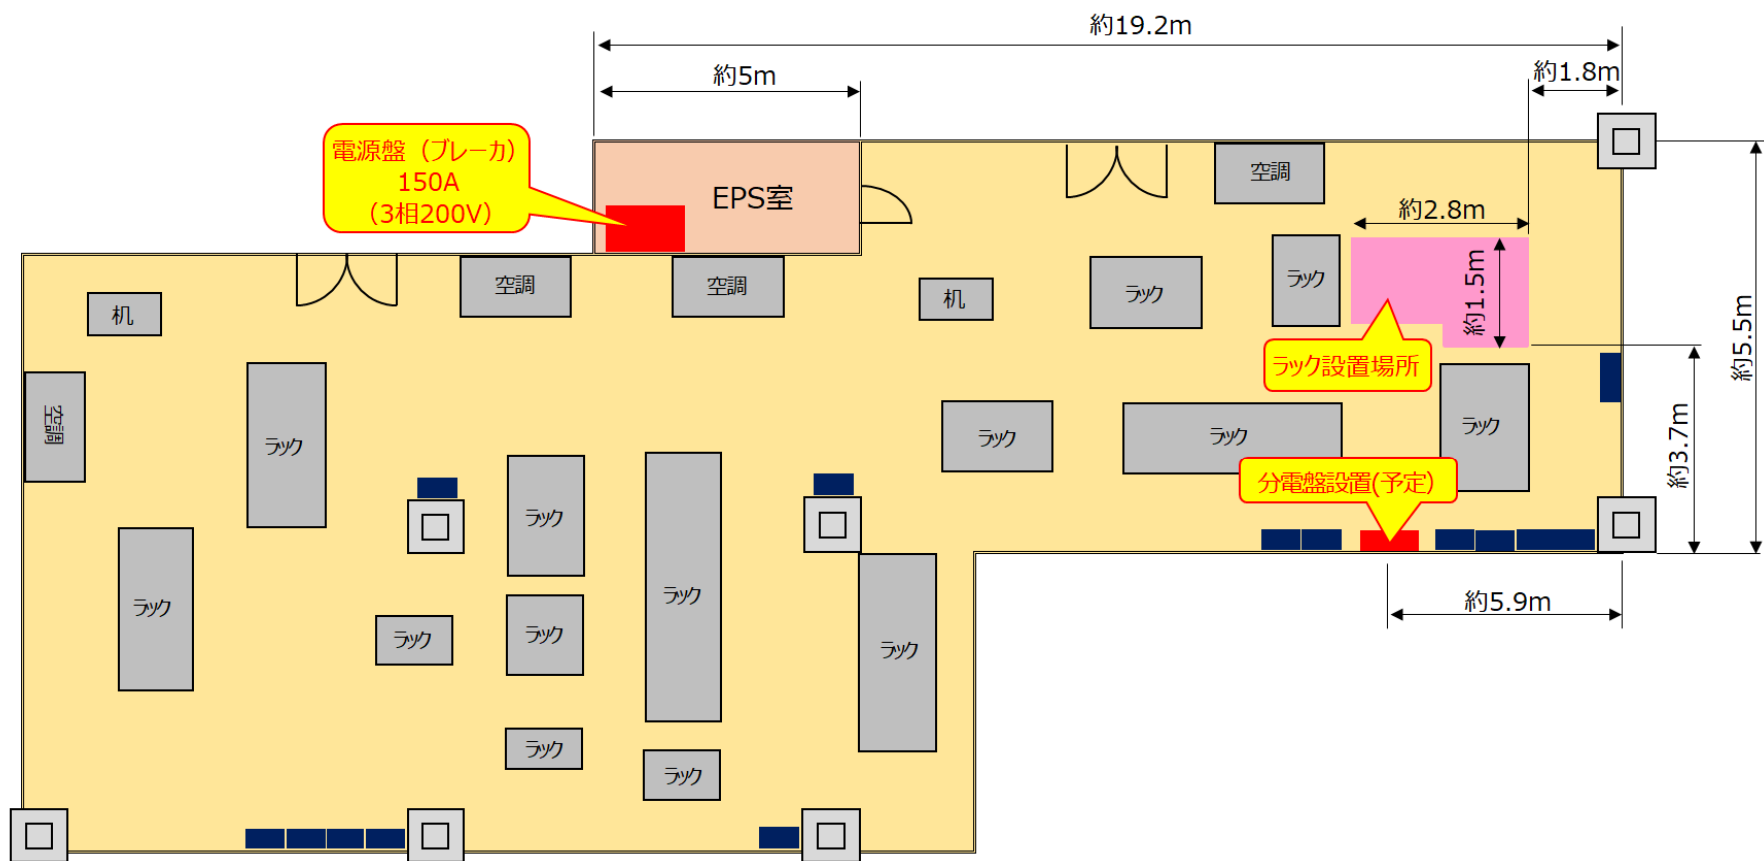 約19.2m
約5m
約1.8m
電源盤（ブレーカ）
150A
（3相200V）
EPS室
空調
約2.8m
約1.5m
約5.5m
空調
空調
机
机
ラック
ラック
ラック設置場所
空調
ラック
ラック
ラック
ラック
約3.7m
分電盤設置(予定)
ラック
ラック
ラック
ラック
ラック
ラック
ラック
約5.9m
ラック
ラック